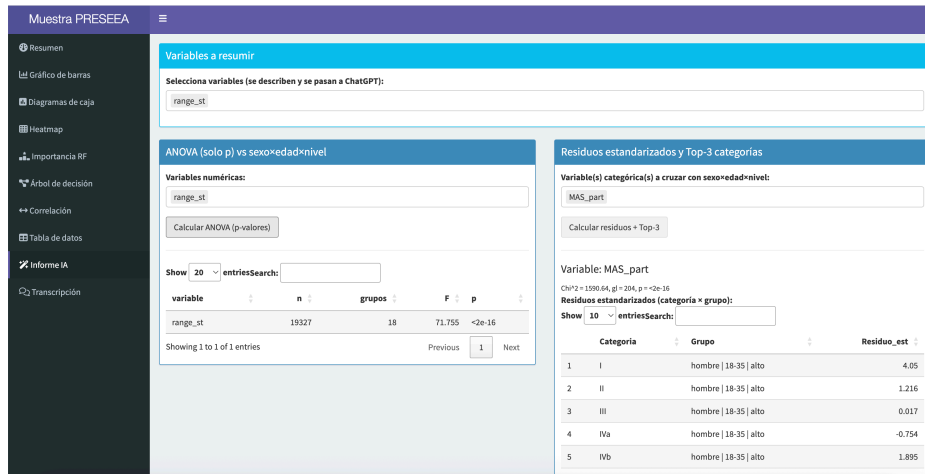 Muestra PRESEEA
Resumen
Gráfico de barras
Diagramas de caja
Heatmap
Importancia RF
Árbol de decisión
Correlación
Tabla de datos
Informe IA
Transcripción
Variables a resumir
Selecciona variables (se describen y se pasan a ChatGPT):
range_st
ANOVA (solo p) vs sexo×edad×nivel
Variables numéricas:
range_st
Calcular ANOVA (p-valores)
Show 20 entriesSearch:
variable n grupos F p
range_st 19327 18 71.755 <2e-16
Showing 1 to 1 of 1 entries Previous 1 Next
Residuos estandarizados y Top-3 categorías
Variable(s) categórica(s) a cruzar con sexo×edad×nivel:
MAS_part
Calcular residuos + Top-3
Variable: MAS_part
Chi^2 = 1590.64, gl = 204, p = <2e-16
Residuos estandarizados (categoría × grupo):
Show 10 entriesSearch:
Categoria Grupo Residuo_est
1 I hombre | 18-35 | alto 4.05
2 II hombre | 18-35 | alto 1.216
3 III hombre | 18-35 | alto 0.017
4 IVa hombre | 18-35 | alto -0.754
5 IVb hombre | 18-35 | alto 1.895